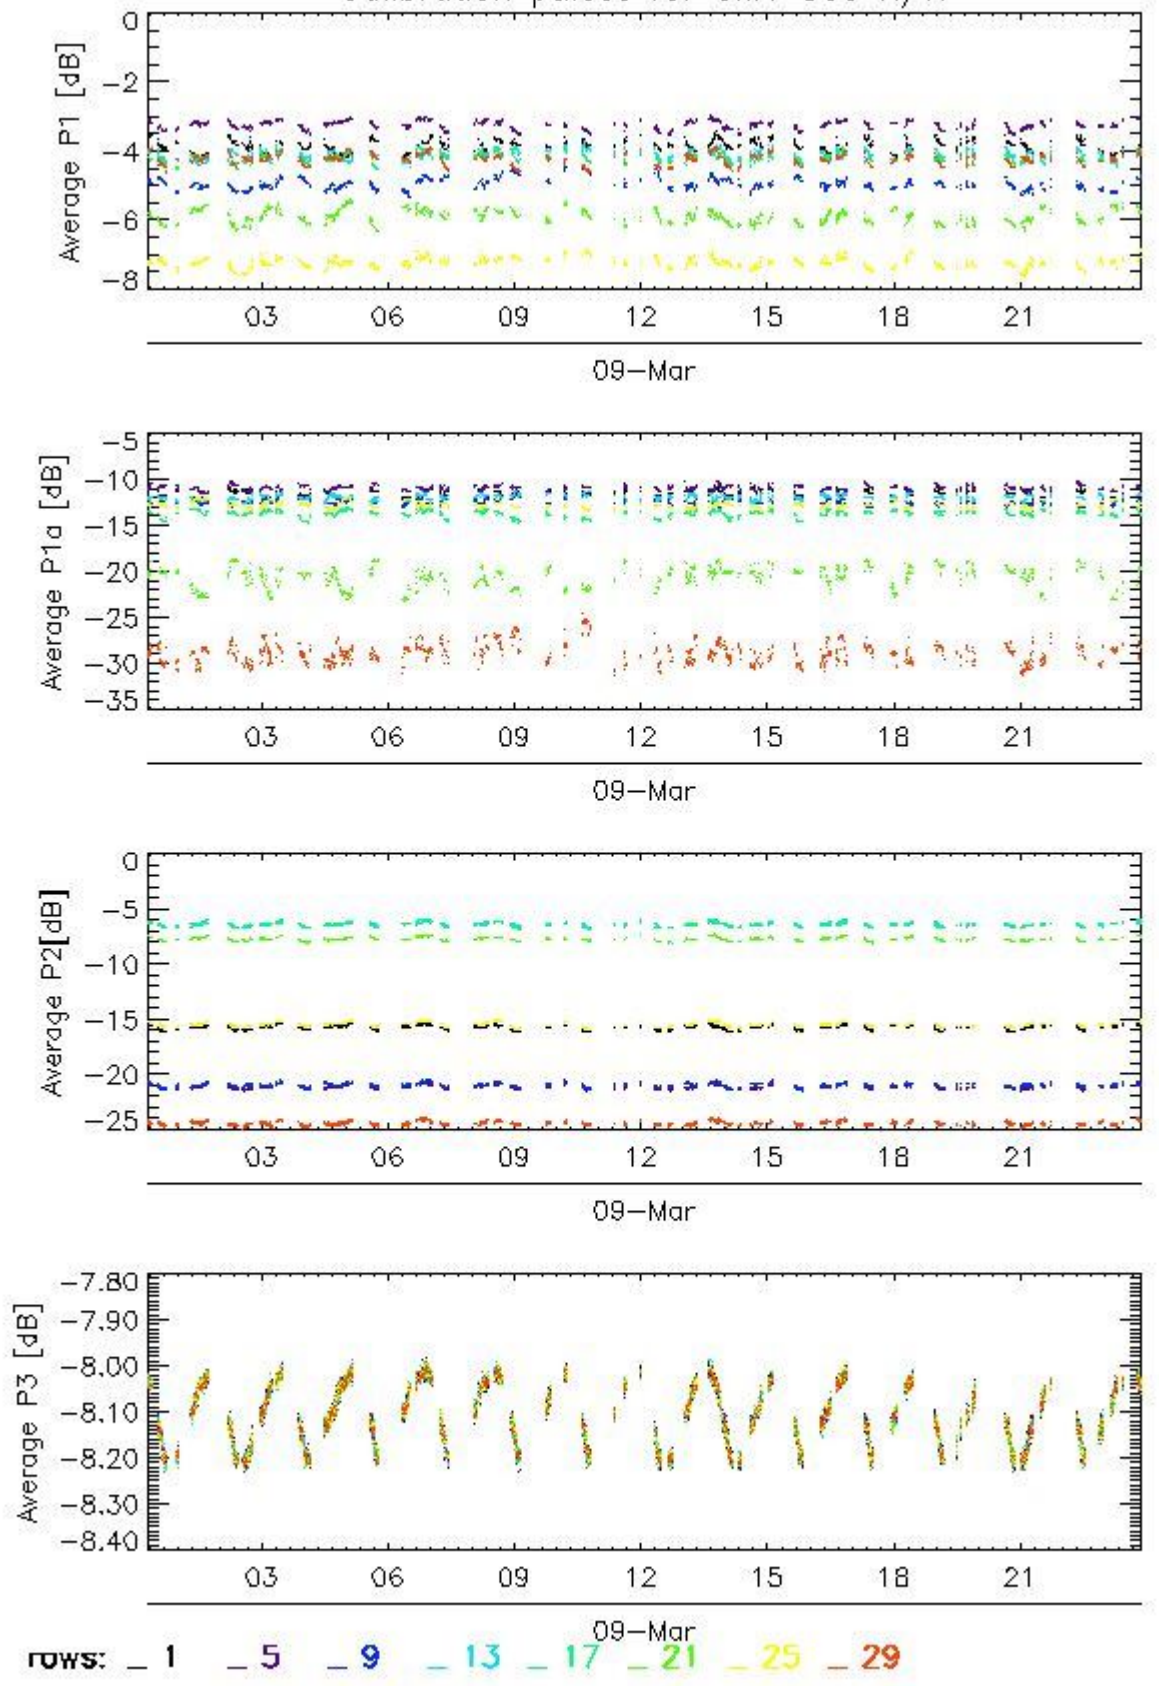 0
-2
-4
-6
-8
Average P1 [dB]
03 06 09 12 15 18 21
09-Mar
-5
-10
-15
-20
-25
-30
-35
Average P1a [dB]
03 06 09 12 15 18 21
09-Mar
0
-5
-10
-15
-20
-25
Average P2[dB]
03 06 09 12 15 18 21
09-Mar
-7.80
-7.90
-8.00
-8.10
-8.20
-8.30
-8.40
Average P3 [dB]
03 06 09 12 15 18 21
09-Mar
rows: _ 1 _ 5 _ 9 _ 13 _ 17 _ 21 _ 25 _ 29